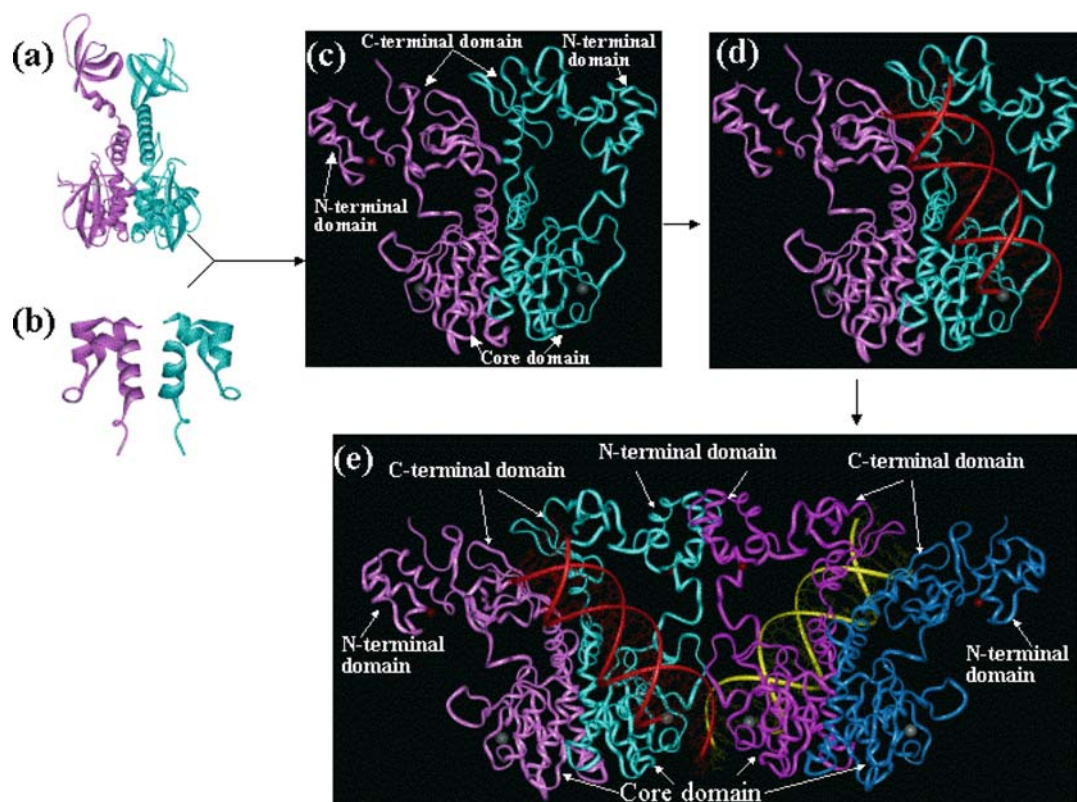 (a)
(b)
(c)
C-terminal domain
N-terminal
domain
N-terminal
domain
Core domain
(d)
(e)
C-terminal domain
N-terminal domain
C-terminal domain
N-terminal
domain
N-terminal
domain
Core domain